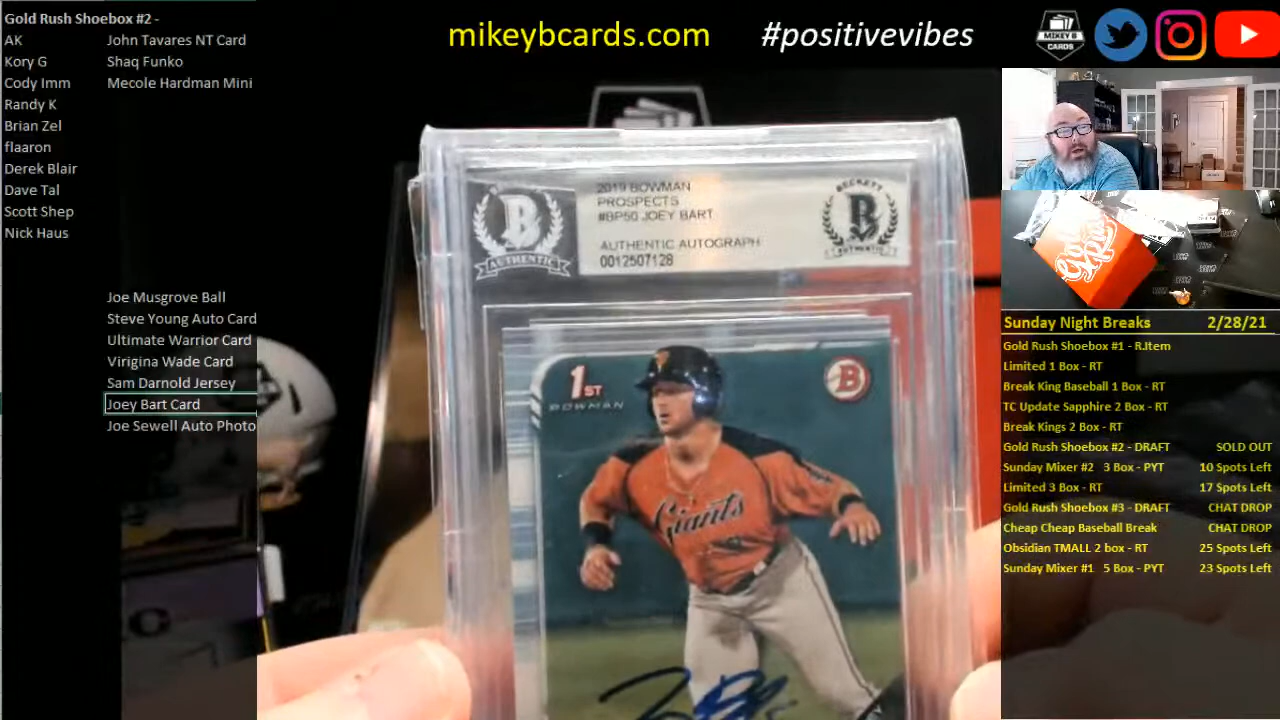 Gold Rush Shoebox #2 -
AK
Kory G
Cody Imm
Randy K
Brian Zel
flaaron
Derek Blair
Dave Tal
Scott Shep
Nick Haus
John Tavares NT Card
Shaq Funko
Mecole Hardman Mini
Joe Musgrove Ball
Steve Young Auto Card
Ultimate Warrior Card
Virigina Wade Card
Sam Darnold Jersey
Joey Bart Card
Joe Sewell Auto Photo
mikeybcards.com #positivevibes
MIKEY B
CARDS
B
AUTHENTIC
2019 BOWMAN
PROSPECTS
#BP50 JOEY BART
AUTHENTIC AUTOGRAPH
0012507128
BECKETT
B
AUTHENTIC
1ST
BOWMAN
B
Giants
Gold Rush
Sunday Night Breaks 2/28/21
Gold Rush Shoebox #1 - R.Item
Limited 1 Box - RT
Break King Baseball 1 Box - RT
TC Update Sapphire 2 Box - RT
Break Kings 2 Box - RT
Gold Rush Shoebox #2 - DRAFT SOLD OUT
Sunday Mixer #2 3 Box - PYT 10 Spots Left
Limited 3 Box - RT 17 Spots Left
Gold Rush Shoebox #3 - DRAFT CHAT DROP
Cheap Cheap Baseball Break CHAT DROP
Obsidian TMALL 2 box - RT 25 Spots Left
Sunday Mixer #1 5 Box - PYT 23 Spots Left